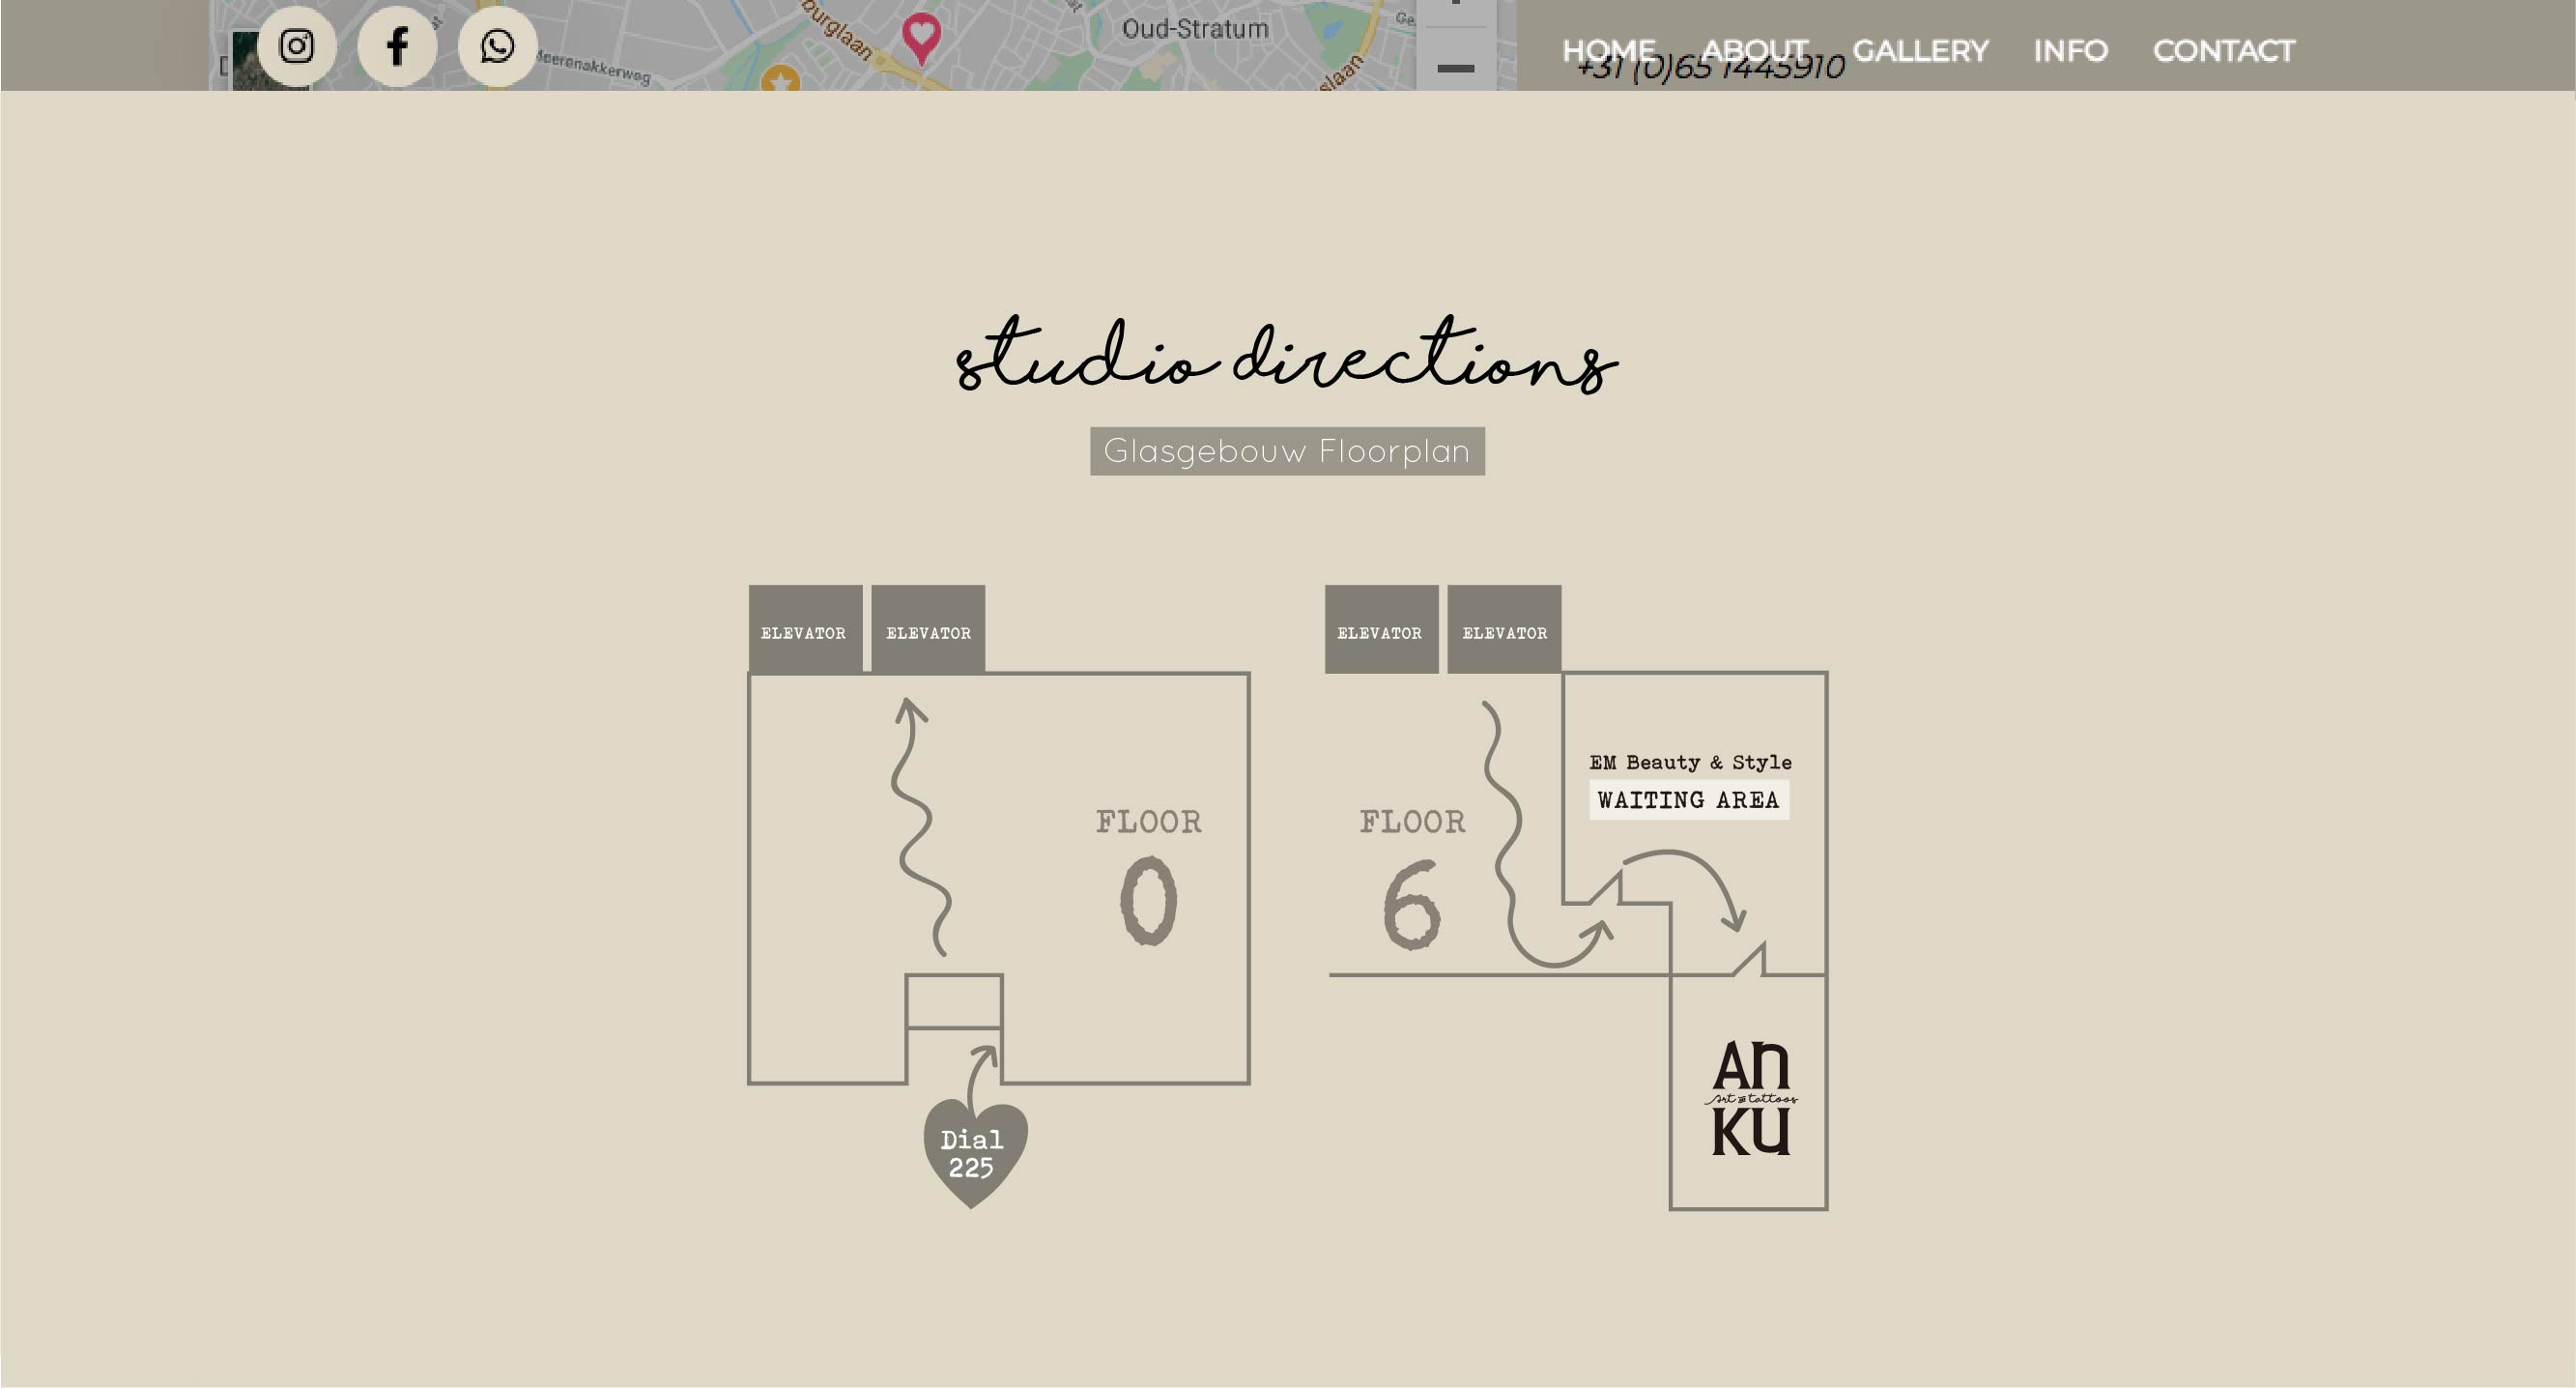 Oud-Stratum
burglaan
Meerenakkerweg
slaan
HOME ABOUT GALLERY INFO CONTACT
+31 (0)65 1445910
studio directions
Glasgebouw Floorplan
ELEVATOR ELEVATOR
FLOOR
0
Dial
225
ELEVATOR ELEVATOR
FLOOR
6
EM Beauty & Style
WAITING AREA
An
art & tattoos
Ku